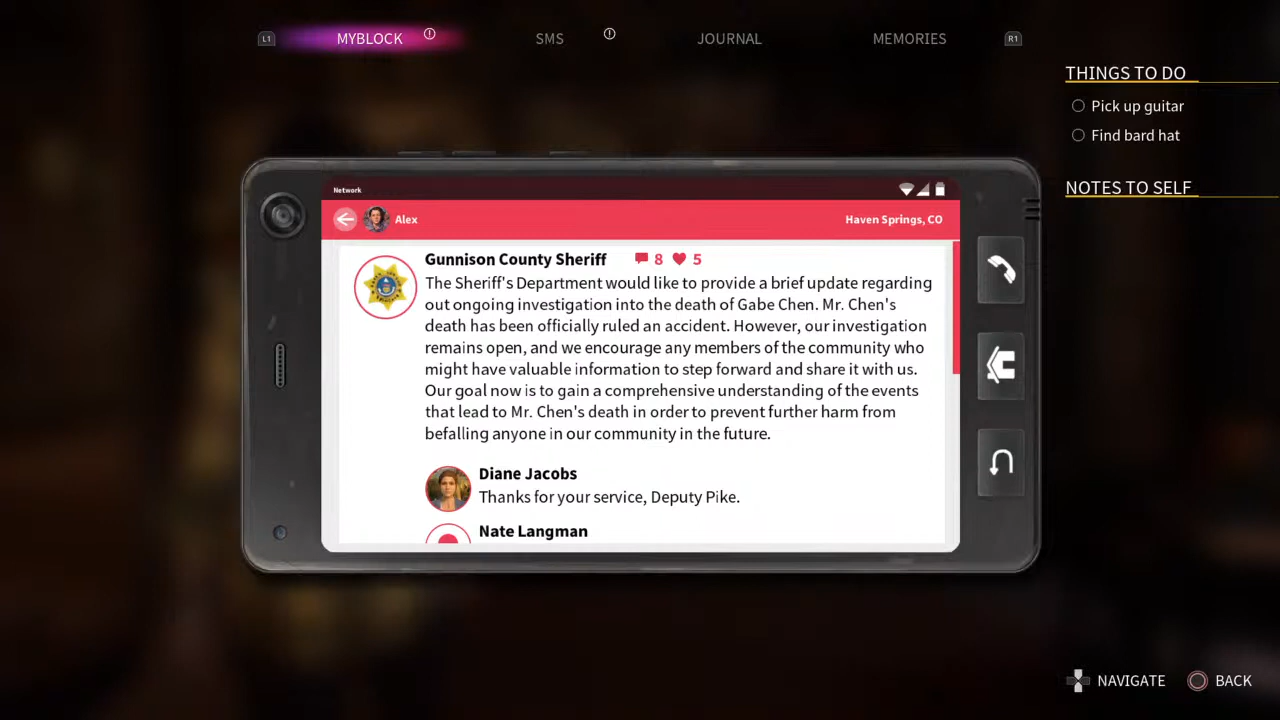 L1
MYBLOCK
SMS
JOURNAL
MEMORIES
R1
THINGS TO DO
Pick up guitar
Find bard hat
NOTES TO SELF
Network
Alex
Haven Springs, CO
Gunnison County Sheriff 8 5
The Sheriff's Department would like to provide a brief update regarding
out ongoing investigation into the death of Gabe Chen. Mr. Chen's
death has been officially ruled an accident. However, our investigation
remains open, and we encourage any members of the community who
might have valuable information to step forward and share it with us.
Our goal now is to gain a comprehensive understanding of the events
that lead to Mr. Chen's death in order to prevent further harm from
befalling anyone in our community in the future.
Diane Jacobs
Thanks for your service, Deputy Pike.
Nate Langman
NAVIGATE
BACK